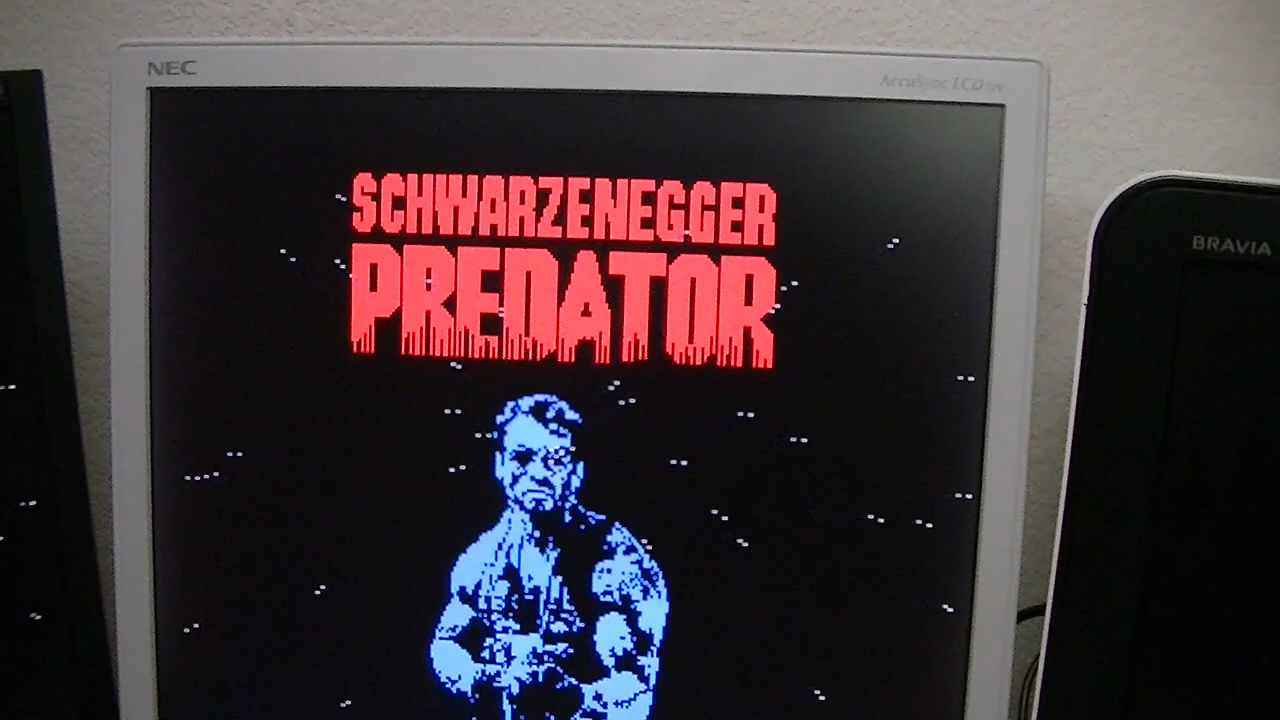 NEC
AccuSync LCD
SCHWARZENEGGER
PREDATOR
BRAVIA